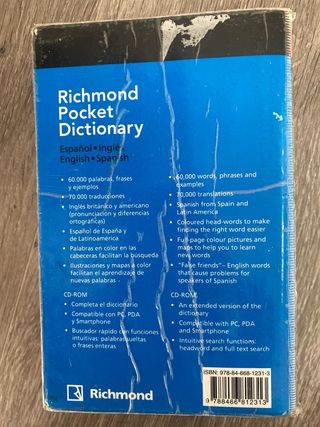 Richmond
Pocket
Dictionary
Español • Inglés
English • Spanish
• 60.000 palabras, frases
y ejemplos
• 70.000 traducciones
• Inglés británico y americano
(pronunciación y diferencias
ortográficas)
• Español de España y
de Latinoamérica
• Palabras en color en las
cabeceras facilitan la búsqueda
• Ilustraciones y mapas a color
facilitan el aprendizaje de
nuevas palabras
CD-ROM
• Completa el diccionario
• Compatible con PC, PDA
y Smartphone
• Buscador rápido con funciones
intuitivas: palabras sueltas
o frases enteras
• 60,000 words, phrases and
examples
• 70,000 translations
• Spanish from Spain and
Latin America
• Coloured head-words to make
finding the right word easier
• Full-page colour pictures and
maps to help you to learn
new words
• "False friends"– English words
that cause problems for
speakers of Spanish
CD-ROM
• An extended version of the
dictionary
• Compatible with PC, PDA
and Smartphone
• Intuitive search functions:
headword and full text search
Richmond
ISBN: 978-84-668-1231-3
9 788466 812313